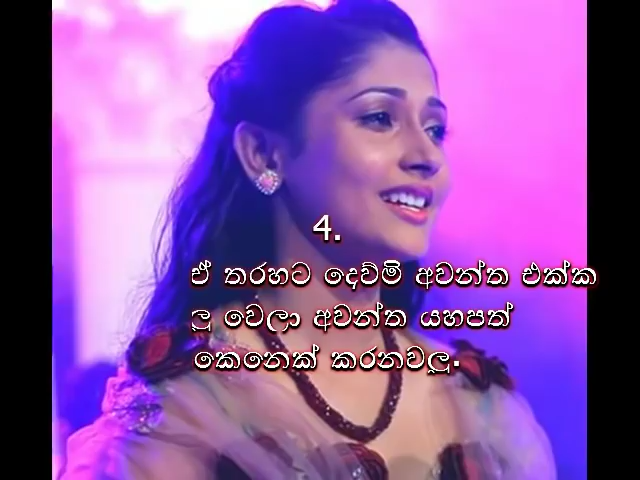 4.
ඒ තරහට දෙව්මි අවන්ත එක්ක
ලූ වෙලා අවන්ත යහපත්
කෙනෙක් කරනවලු.